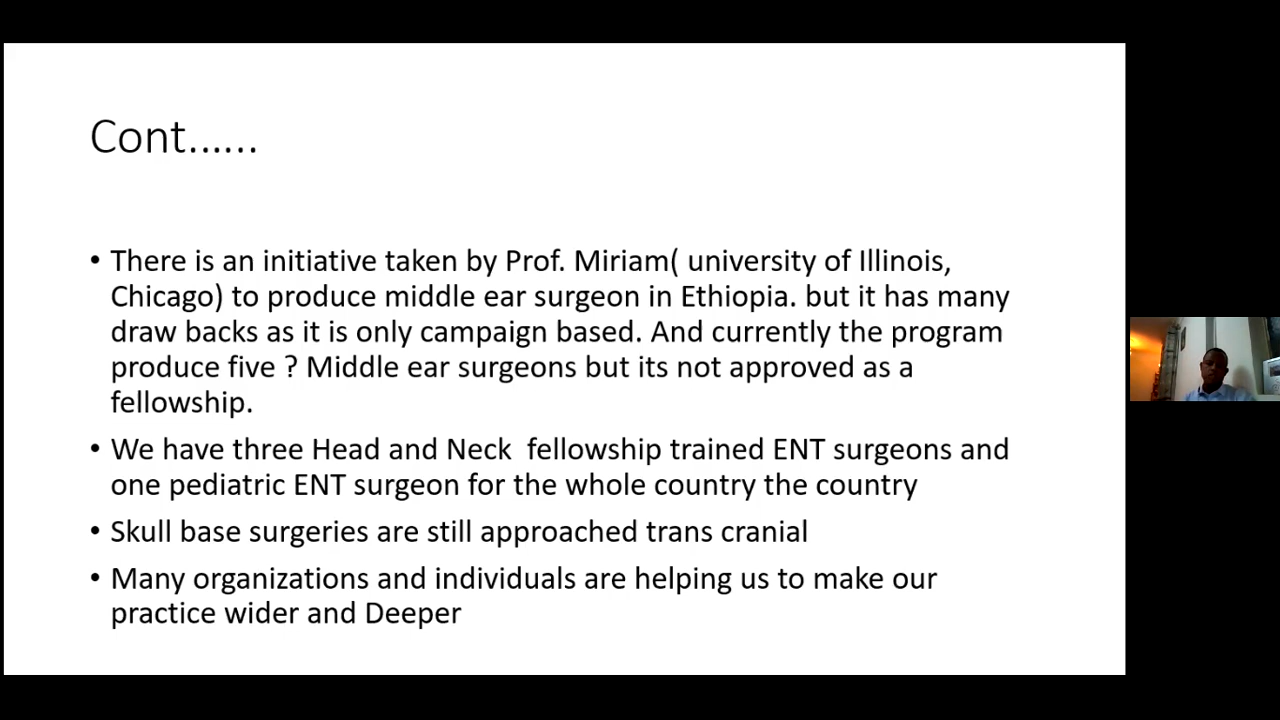 Cont......
• There is an initiative taken by Prof. Miriam( university of Illinois,
Chicago) to produce middle ear surgeon in Ethiopia. but it has many
draw backs as it is only campaign based. And currently the program
produce five ? Middle ear surgeons but its not approved as a
fellowship.
• We have three Head and Neck  fellowship trained ENT surgeons and
one pediatric ENT surgeon for the whole country the country
• Skull base surgeries are still approached trans cranial
• Many organizations and individuals are helping us to make our
practice wider and Deeper